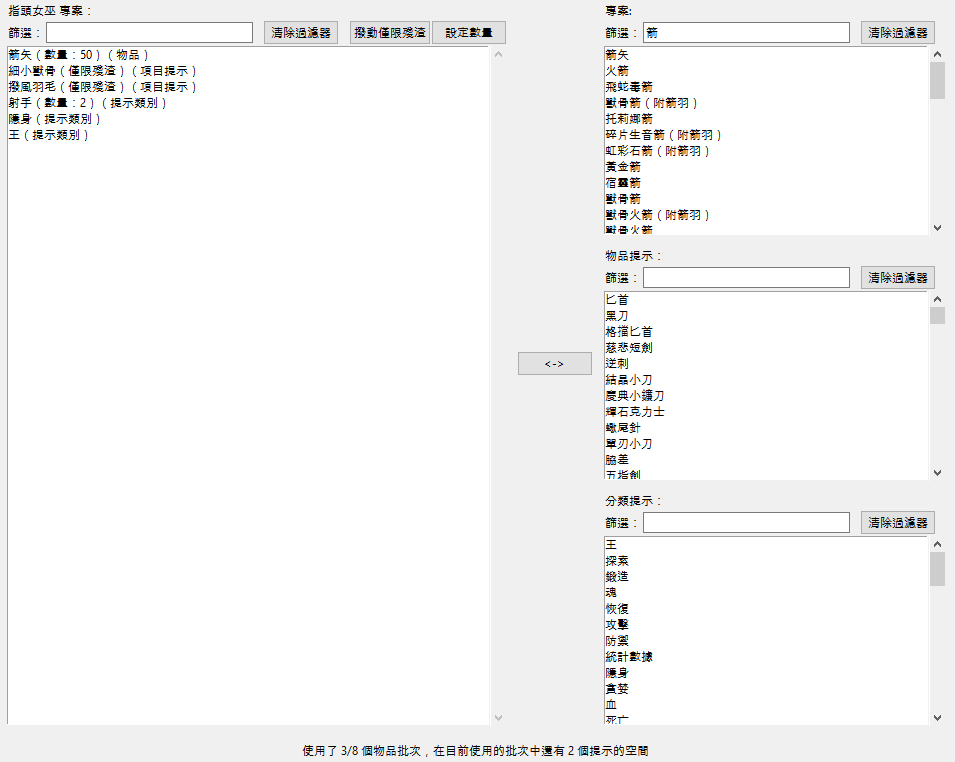 指頭女巫 專案：
篩選：
清除過濾器
撥動僅限殘渣
設定數量
箭矢（數量：50）（物品）
細小獸骨（僅限殘渣）（項目提示）
撥風羽毛（僅限殘渣）（項目提示）
射手（數量：2）（提示類別）
隱身（提示類別）
王（提示類別）
<->
專案:
篩選：
箭
清除過濾器
箭矢
火箭
飛蛇毒箭
獸骨箭（附箭羽）
托莉娜箭
碎片生音箭（附箭羽）
虹彩石箭（附箭羽）
黃金箭
宿靈箭
獸骨箭
獸骨火箭（附箭羽）
獸骨火箭
物品提示：
篩選：
清除過濾器
匕首
黑刀
格擋匕首
慈悲短劍
逆刺
結晶小刀
慶典小鐮刀
輝石克力士
蠍尾針
單刃小刀
脇差
五指劍
分類提示：
篩選：
清除過濾器
王
探索
鍛造
魂
恢復
攻擊
防禦
統計數據
隱身
貪婪
血
死亡
使用了 3/8 個物品批次，在目前使用的批次中還有 2 個提示的空間